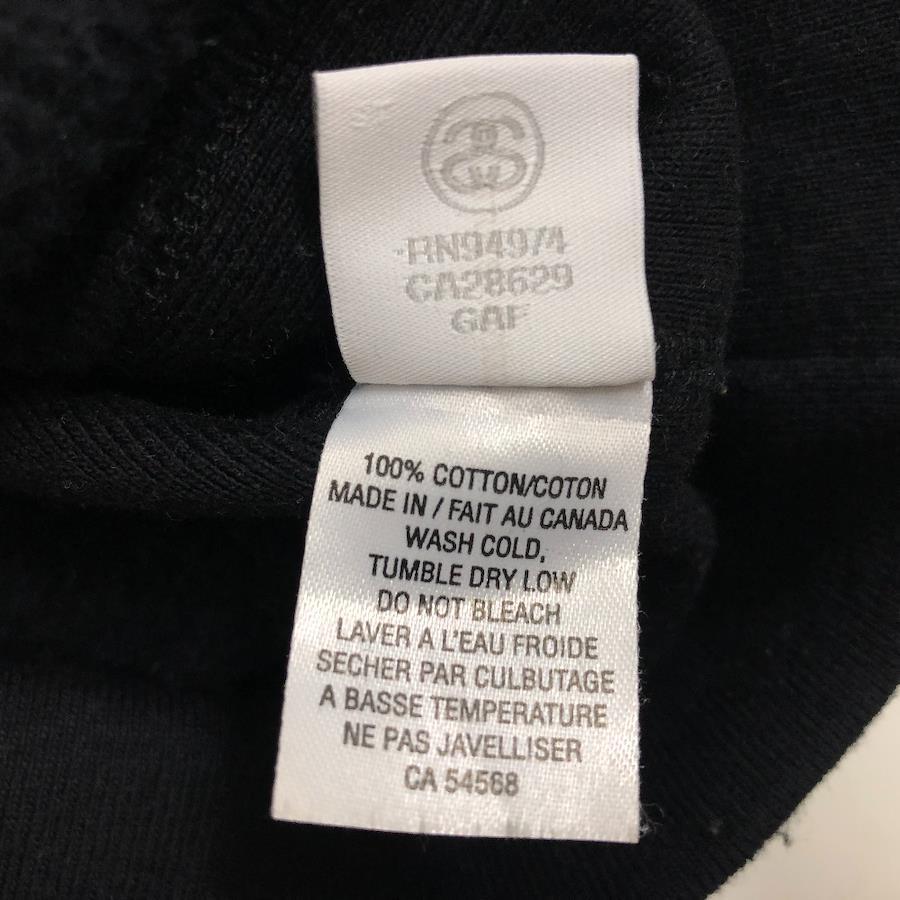 RN94974
CA28629
GAF
100% COTTON/COTON
MADE IN / FAIT AU CANADA
WASH COLD,
TUMBLE DRY LOW
DO NOT BLEACH
LAVER A L'EAU FROIDE
SECHER PAR CULBUTAGE
A BASSE TEMPERATURE
NE PAS JAVELLISER
CA 54568